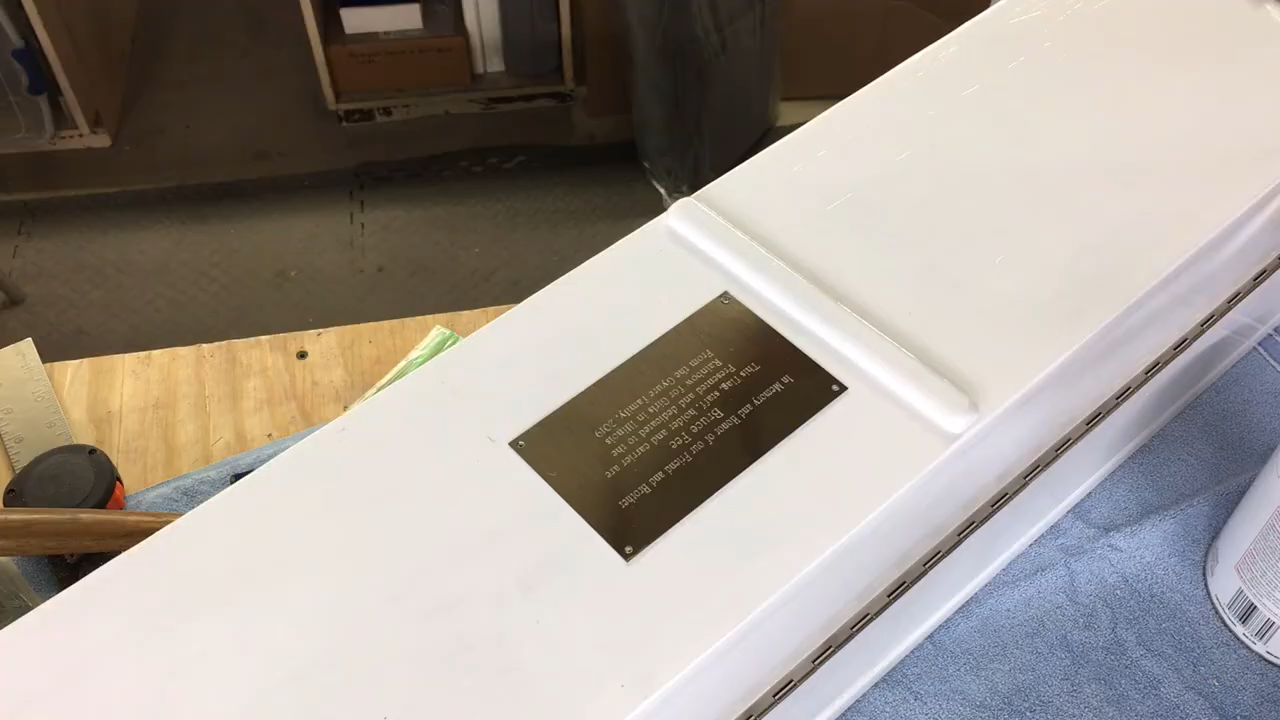 In Memory and Honor of our Friend and Brother
Bruce Fee
This flag, staff, holder and carrier are
Presented and dedicated to the
Rainbow for Girls in Illinois
From the Gyure Family, 2019